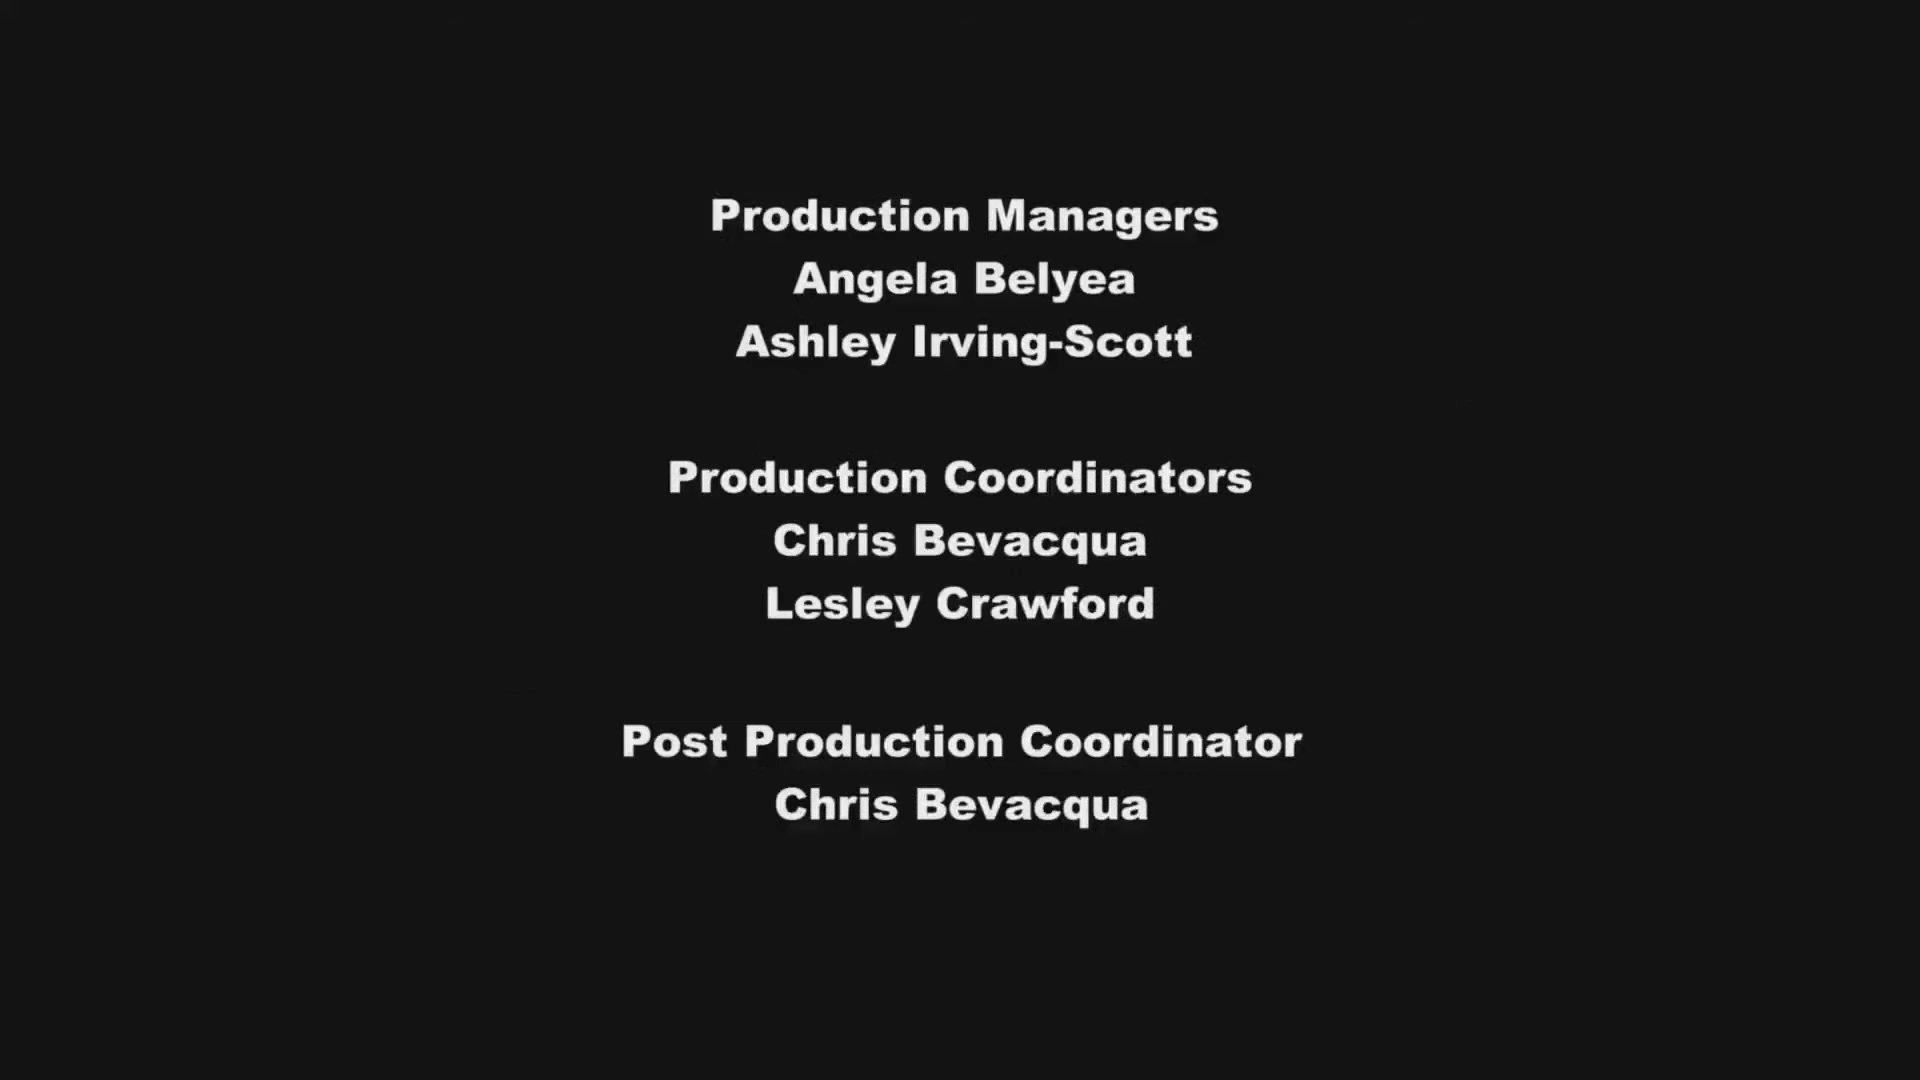 Production Managers
Angela Belyea
Ashley Irving-Scott
Production Coordinators
Chris Bevacqua
Lesley Crawford
Post Production Coordinator
Chris Bevacqua